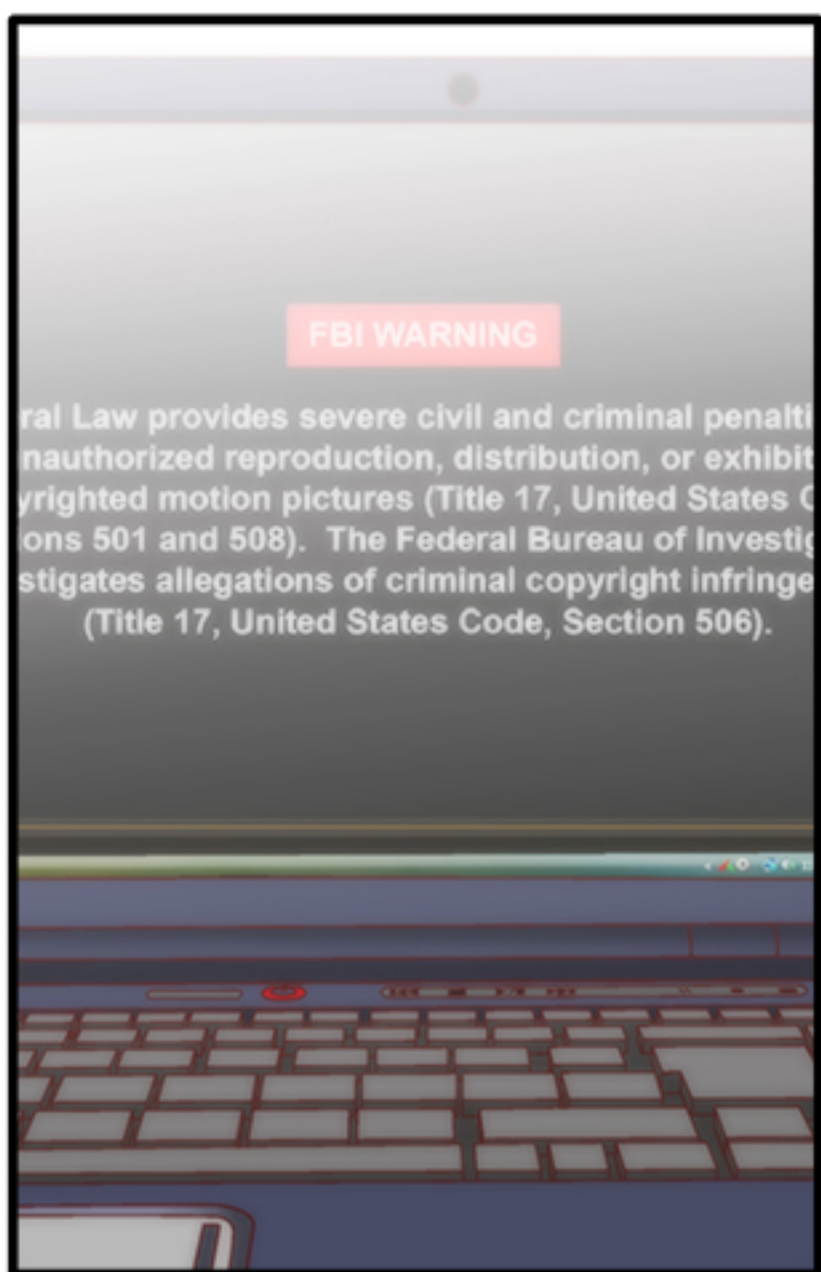 FBI WARNING
ral Law provides severe civil and criminal penalti
nauthorized reproduction, distribution, or exhibit
yrighted motion pictures (Title 17, United States C
ons 501 and 508). The Federal Bureau of Investig
stigates allegations of criminal copyright infringe
(Title 17, United States Code, Section 506).